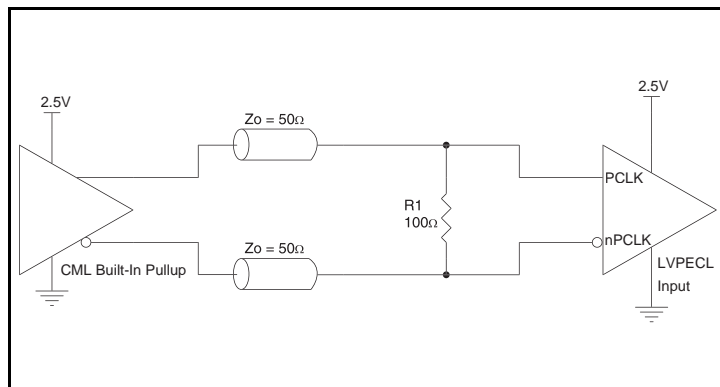 2.5V
2.5V
Zo = 50Ω
PCLK
R1
100Ω
nPCLK
Zo = 50Ω
CML Built-In Pullup
LVPECL
Input